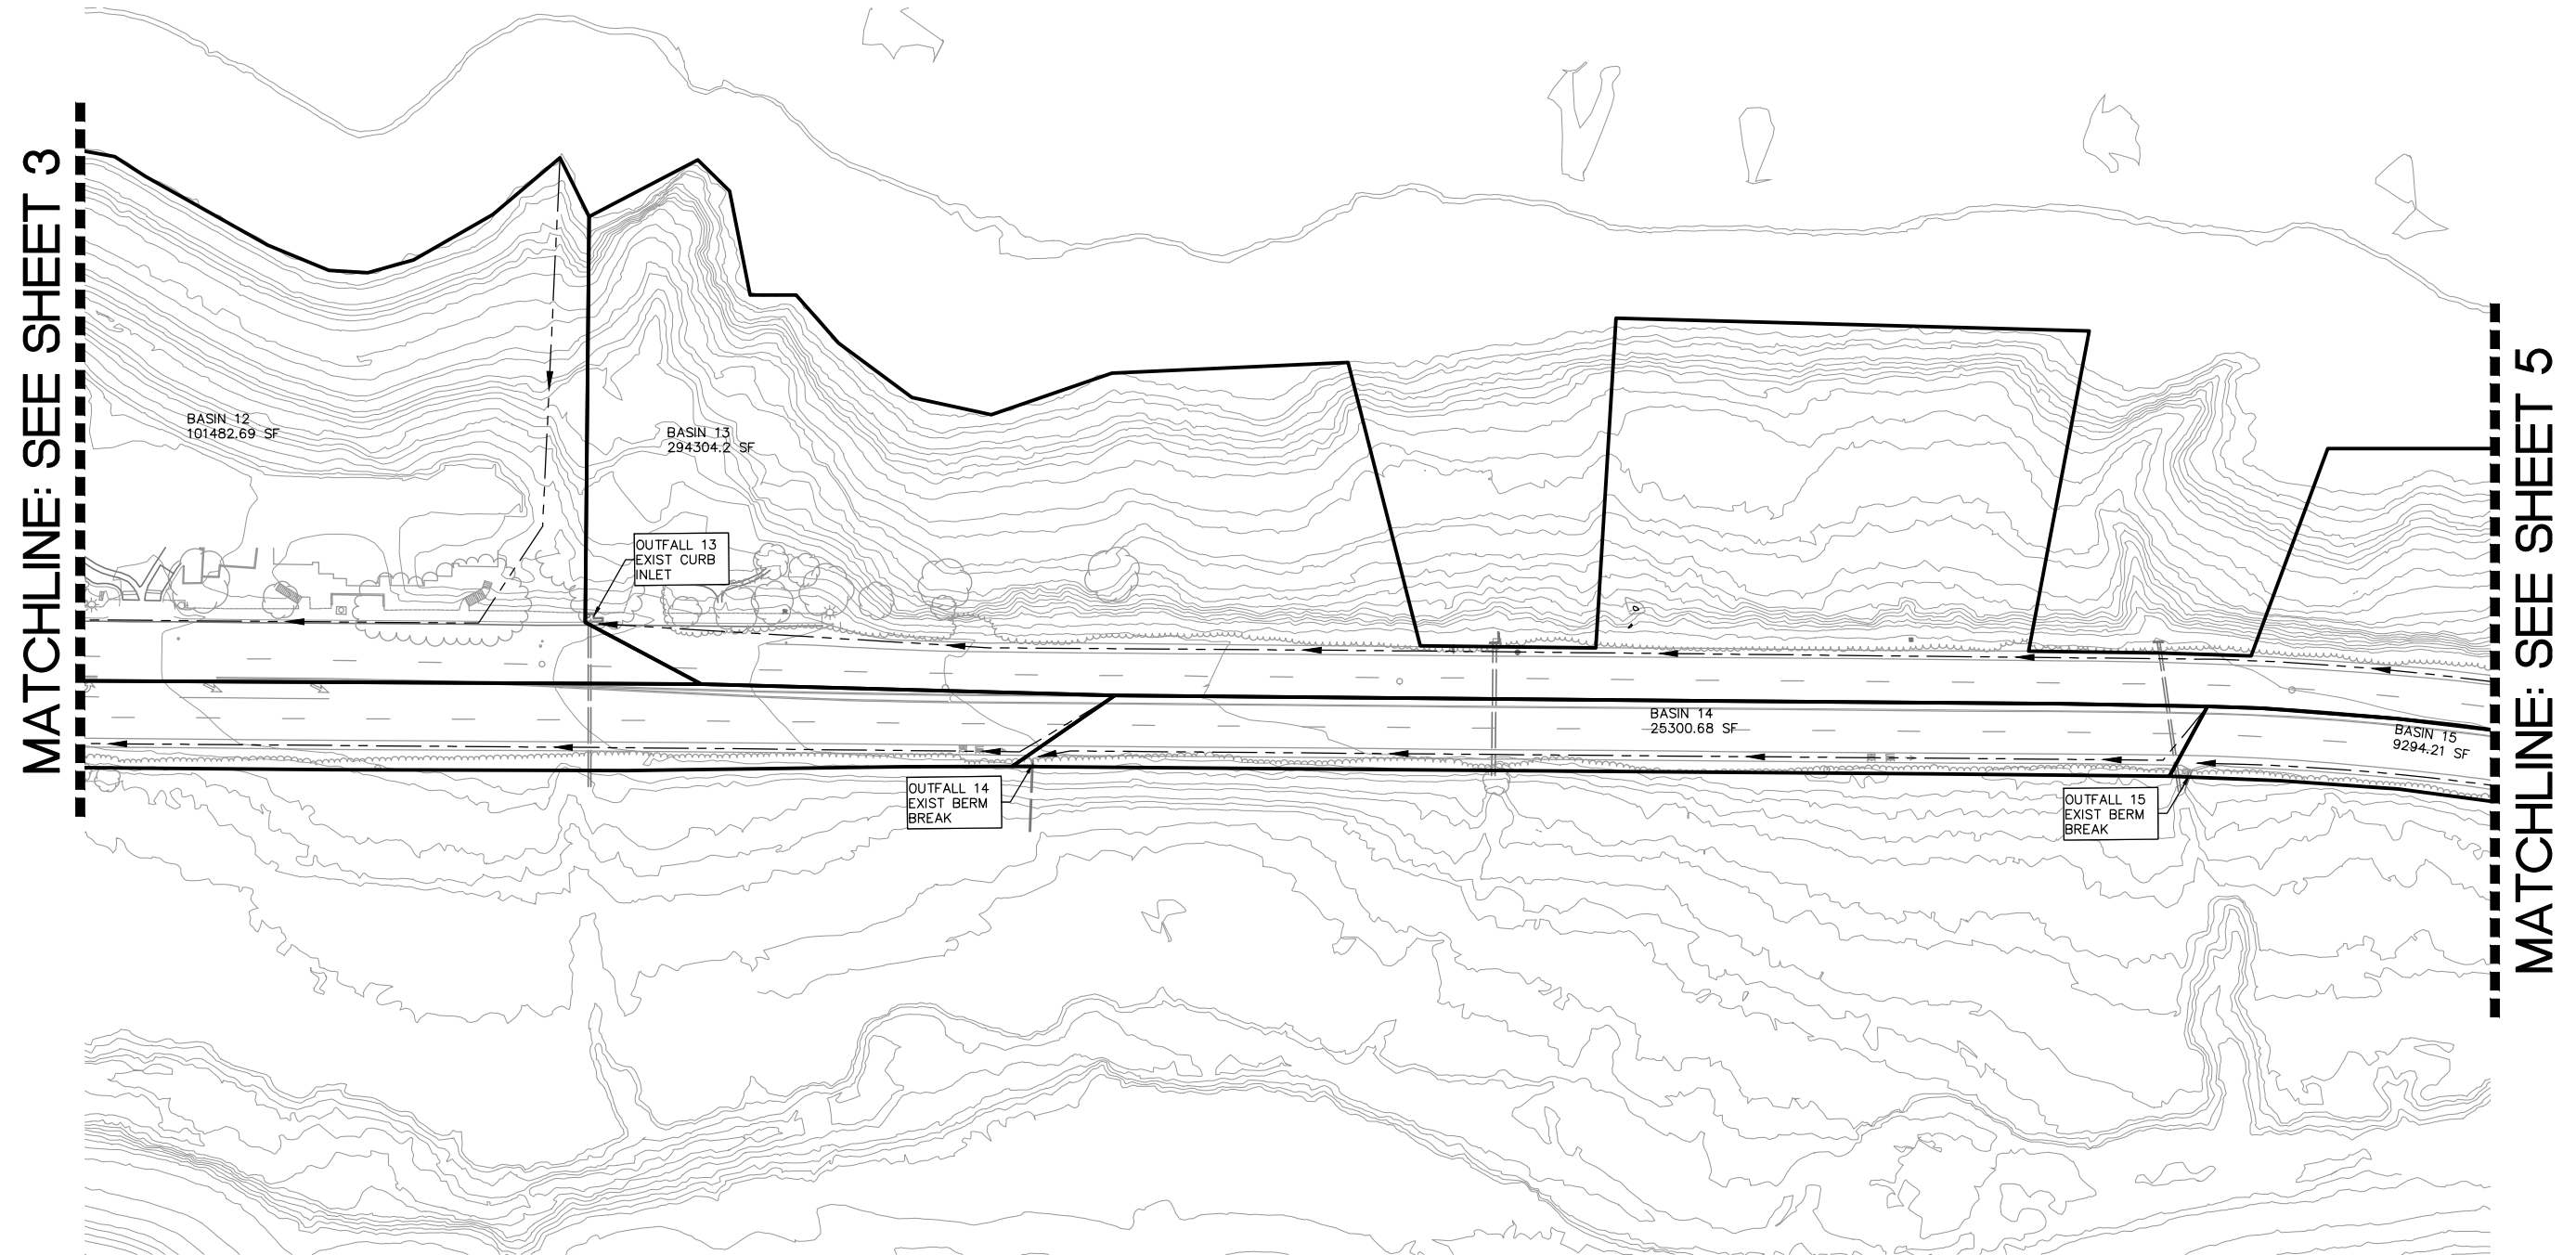 MATCHLINE: SEE SHEET 3
BASIN 12
101482.69 SF
BASIN 13
294304.2 SF
OUTFALL 13
EXIST CURB
INLET
BASIN 14
25300.68 SF
BASIN 15
9294.21 SF
OUTFALL 14
EXIST BERM
BREAK
OUTFALL 15
EXIST BERM
BREAK
MATCHLINE: SEE SHEET 5